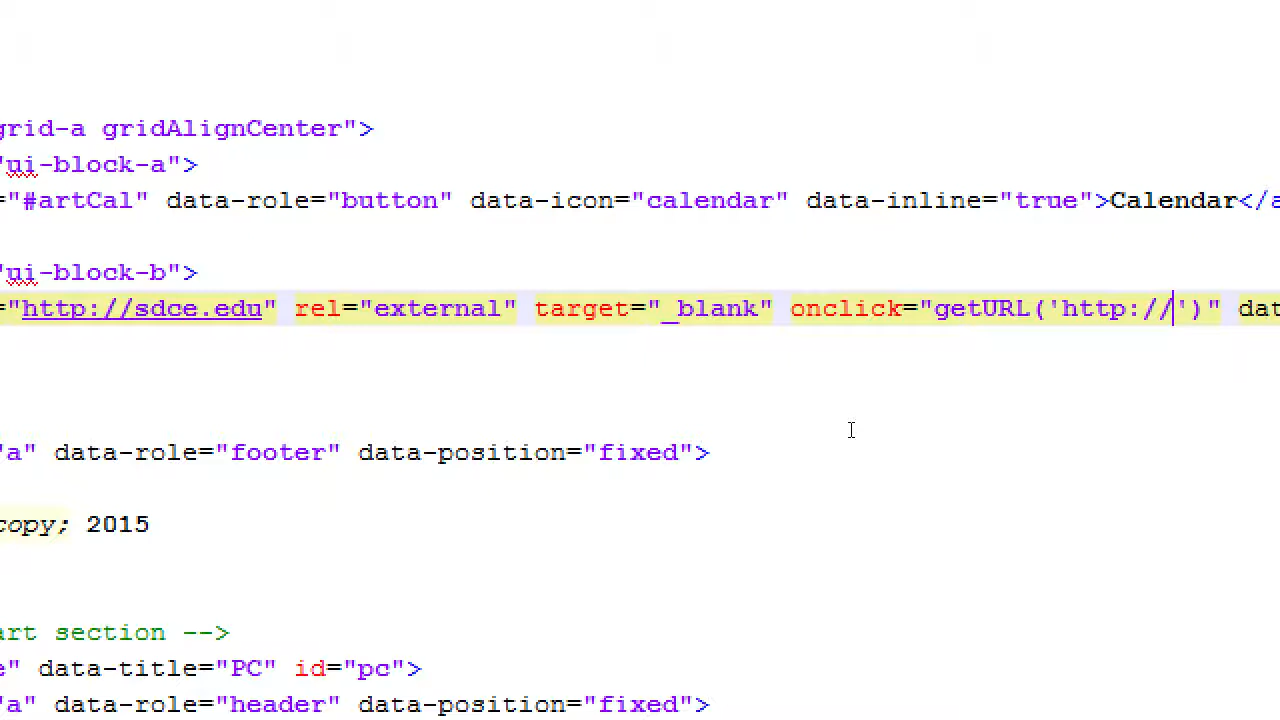 grid-a gridAlignCenter">
"ui-block-a">
="#artCal" data-role="button" data-icon="calendar" data-inline="true">Calendar</a
"ui-block-b">
="http://sdce.edu" rel="external" target="_blank" onclick="getURL('http://')" dat
"a" data-role="footer" data-position="fixed">
copy; 2015
art section -->
e" data-title="PC" id="pc">
"a" data-role="header" data-position="fixed">